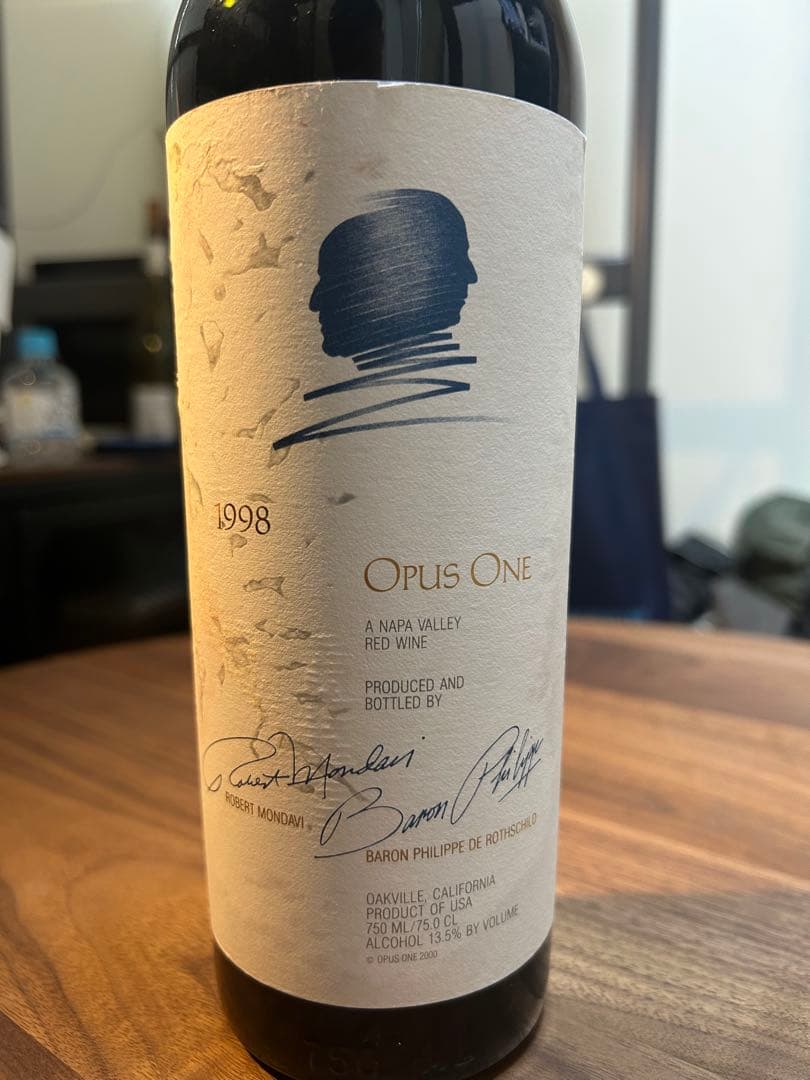 1998
OPUS ONE
A NAPA VALLEY
RED WINE
PRODUCED AND
BOTTLED BY
Robert Mondavi
Baron Philippe
ROBERT MONDAVI
BARON PHILIPPE DE ROTHSCHILD
OAKVILLE, CALIFORNIA
PRODUCT OF USA
750 ML/75.0 CL
ALCOHOL 13.5% BY VOLUME
© OPUS ONE 2000